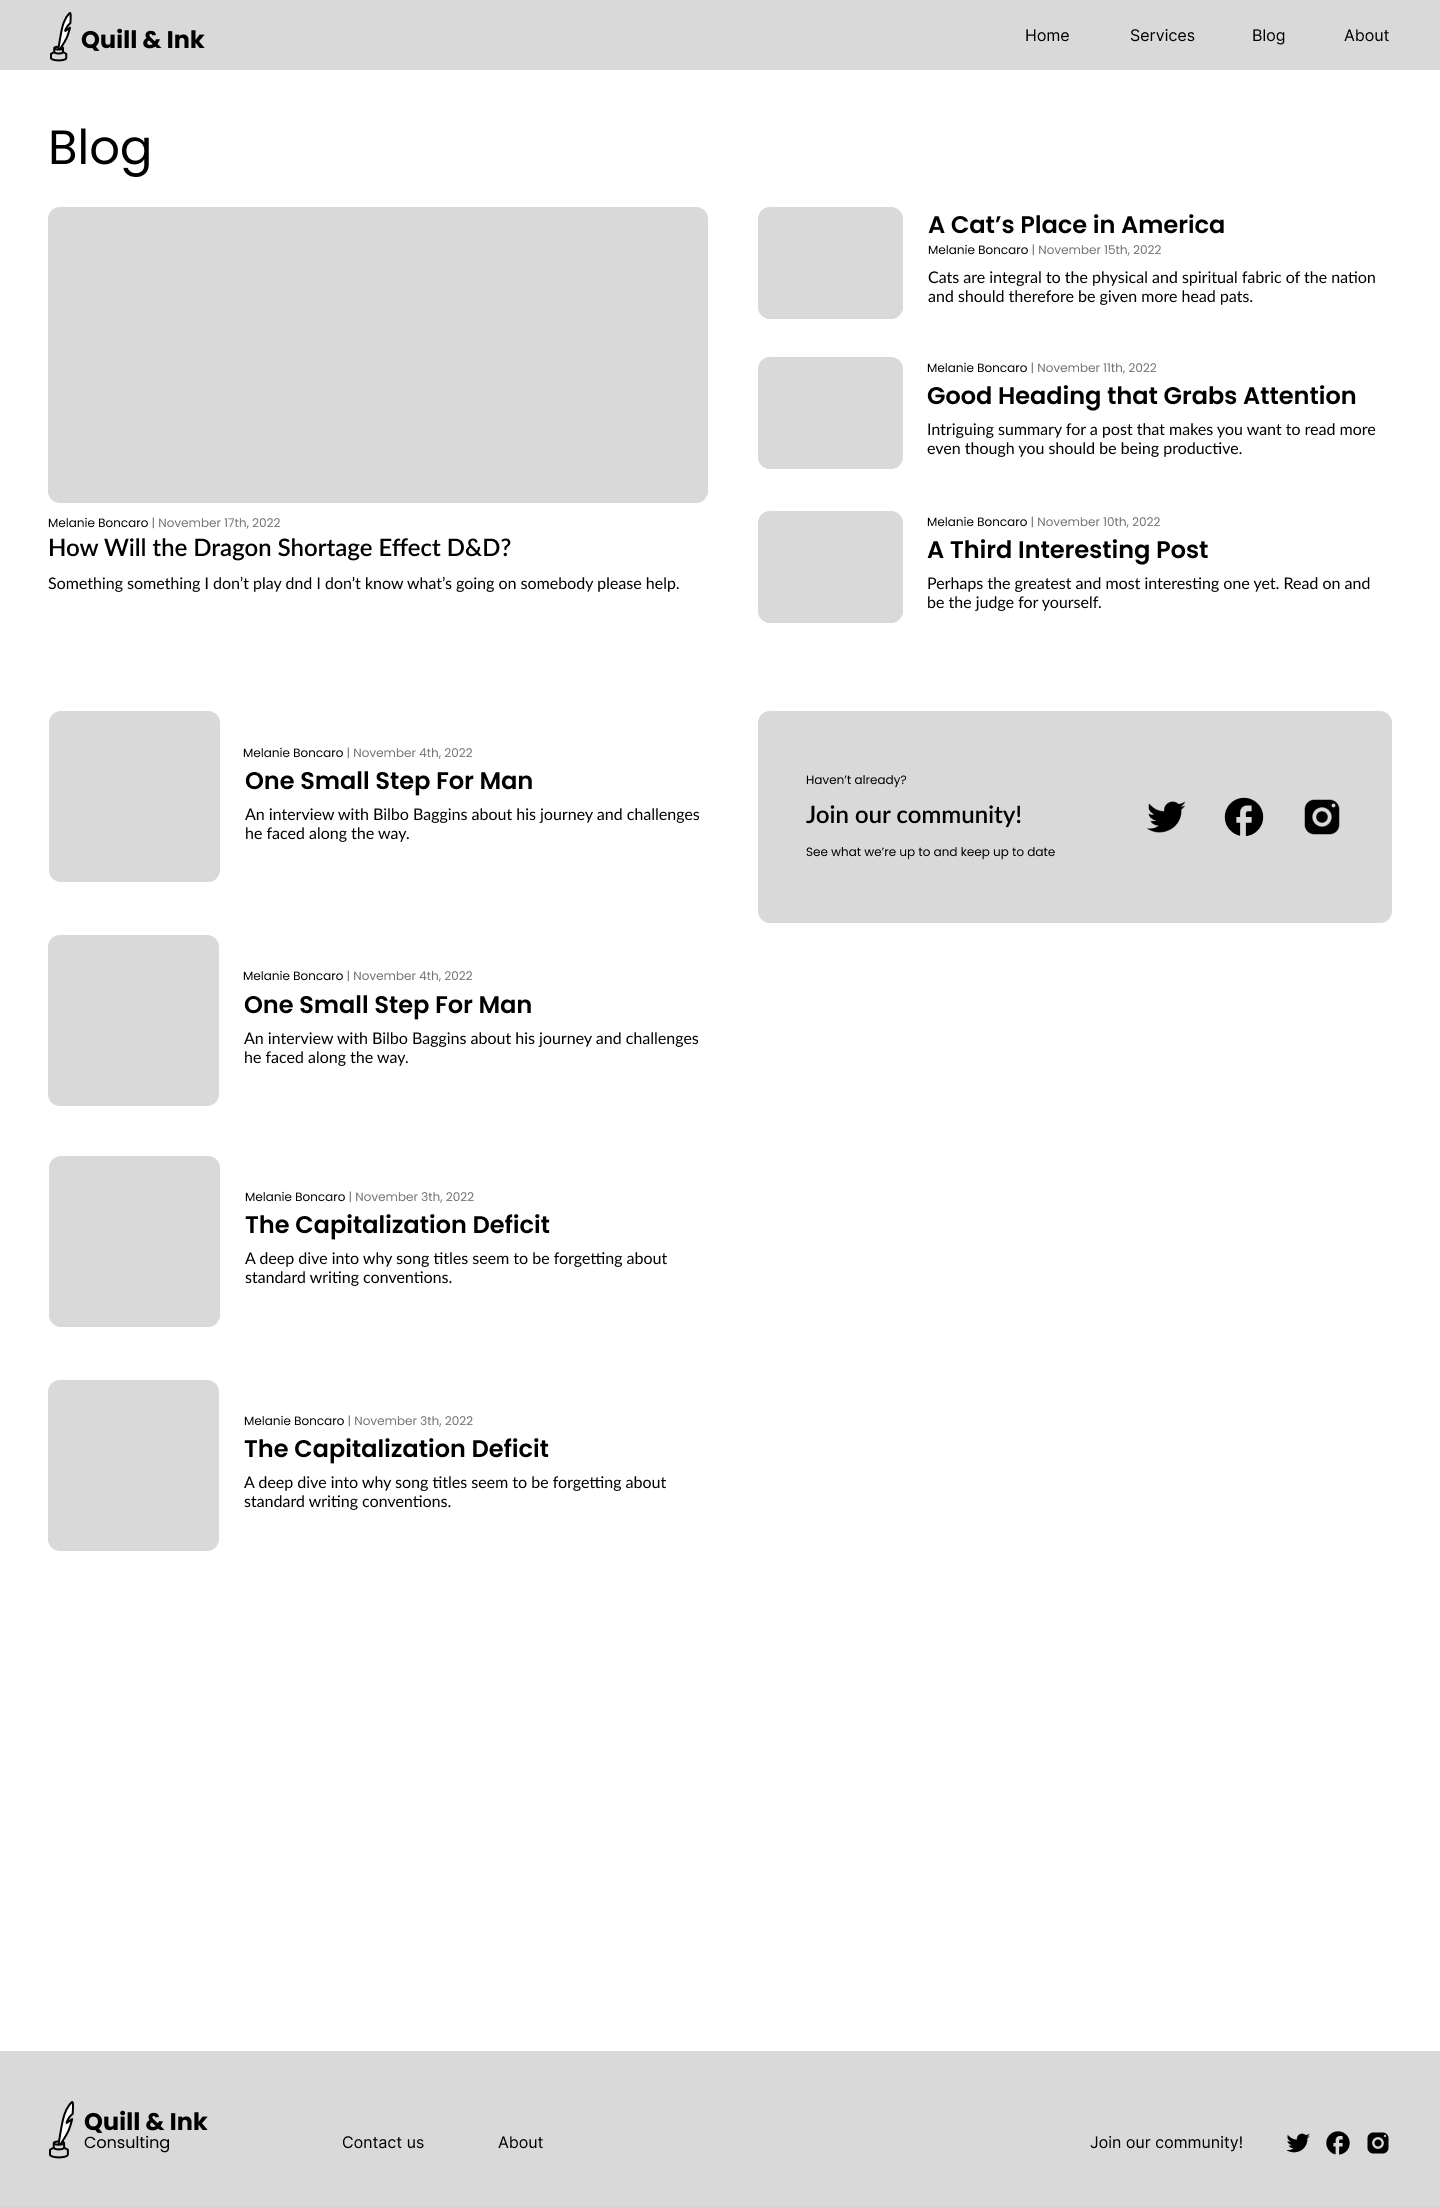 Quill & Ink
Home
Services
Blog
About
Blog
Melanie Boncaro | November 17th, 2022
How Will the Dragon Shortage Effect D&D?
Something something I don’t play dnd I don’t know what’s going on somebody please help.
A Cat’s Place in America
Melanie Boncaro | November 15th, 2022
Cats are integral to the physical and spiritual fabric of the nation
and should therefore be given more head pats.
Melanie Boncaro | November 11th, 2022
Good Heading that Grabs Attention
Intriguing summary for a post that makes you want to read more
even though you should be being productive.
Melanie Boncaro | November 10th, 2022
A Third Interesting Post
Perhaps the greatest and most interesting one yet. Read on and
be the judge for yourself.
Melanie Boncaro | November 4th, 2022
One Small Step For Man
An interview with Bilbo Baggins about his journey and challenges
he faced along the way.
Haven’t already?
Join our community!
See what we’re up to and keep up to date
Melanie Boncaro | November 4th, 2022
One Small Step For Man
An interview with Bilbo Baggins about his journey and challenges
he faced along the way.
Melanie Boncaro | November 3th, 2022
The Capitalization Deficit
A deep dive into why song titles seem to be forgetting about
standard writing conventions.
Melanie Boncaro | November 3th, 2022
The Capitalization Deficit
A deep dive into why song titles seem to be forgetting about
standard writing conventions.
Quill & Ink
Consulting
Contact us
About
Join our community!